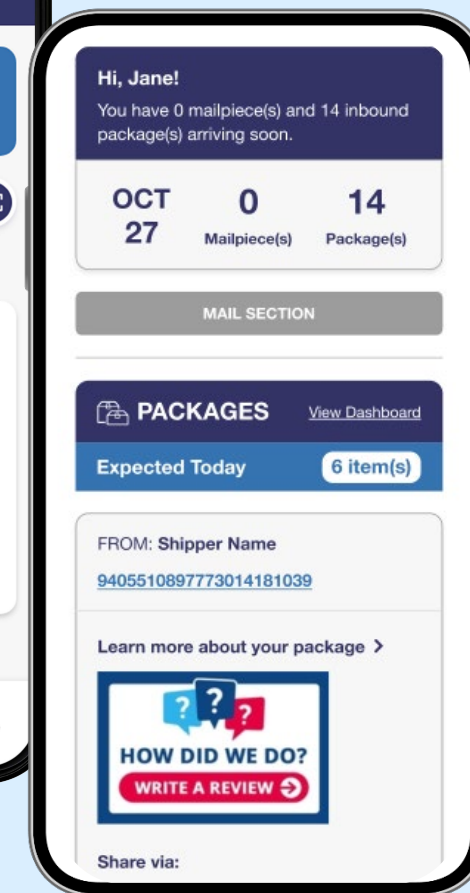 Hi, Jane!
You have 0 mailpiece(s) and 14 inbound
package(s) arriving soon.
OCT
27
0
Mailpiece(s)
14
Package(s)
MAIL SECTION
PACKAGES
View Dashboard
Expected Today
6 item(s)
FROM: Shipper Name
9405510897773014181039
Learn more about your package >
? ? ?
HOW DID WE DO?
WRITE A REVIEW
Share via: